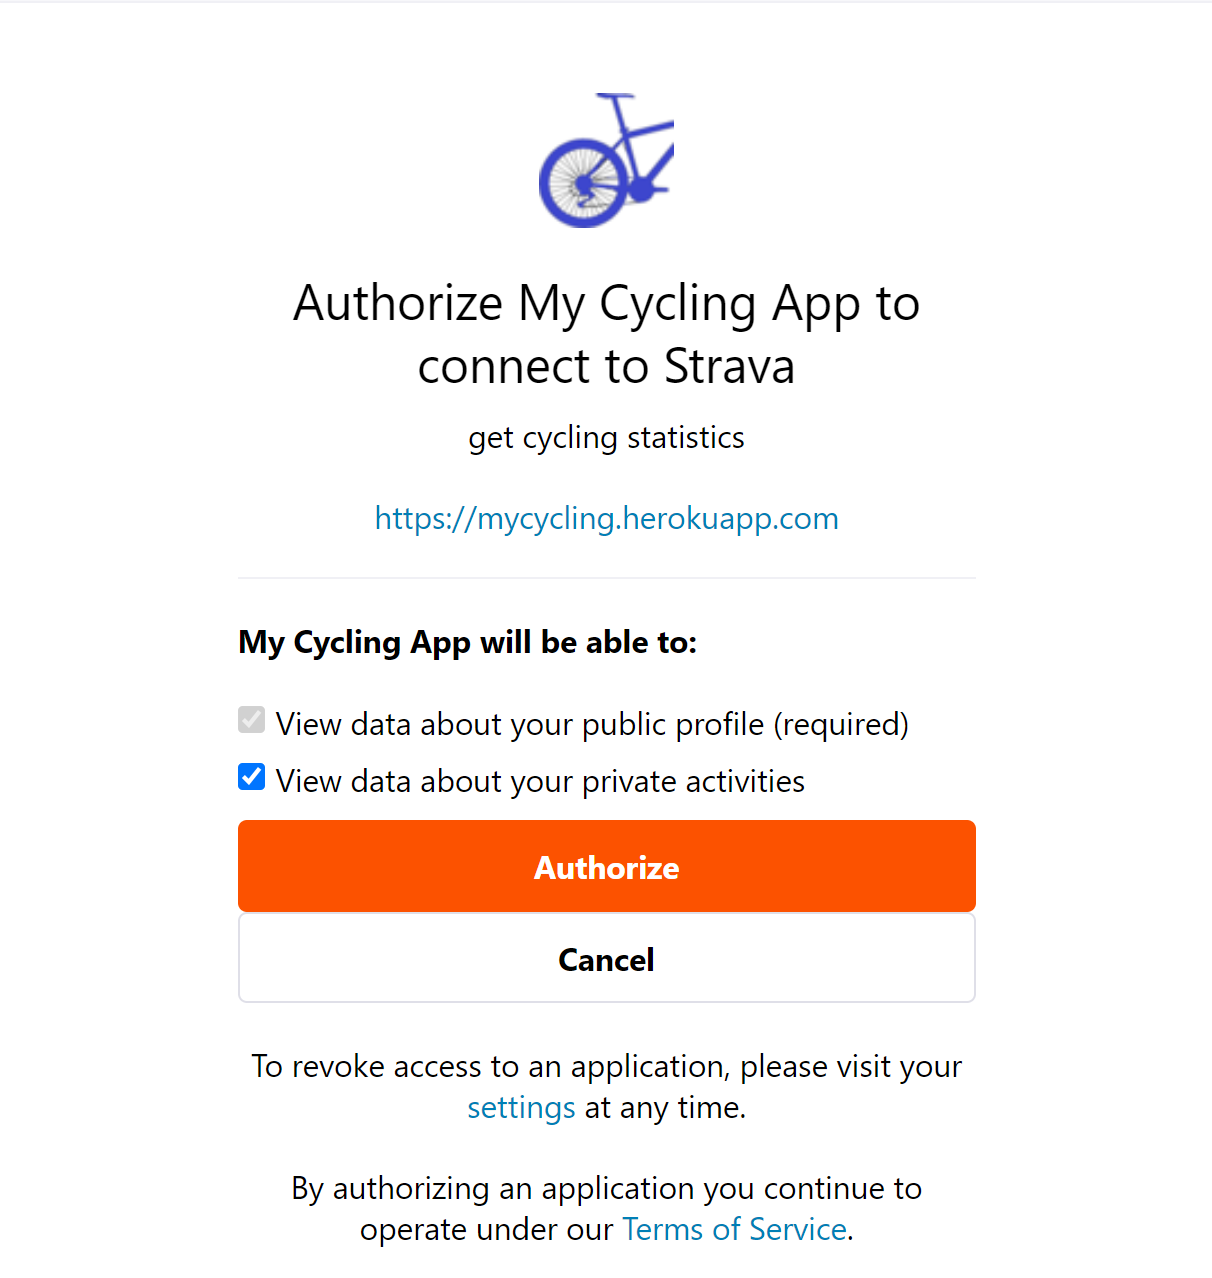 Authorize My Cycling App to
connect to Strava
get cycling statistics
https://mycycling.herokuapp.com
My Cycling App will be able to:
View data about your public profile (required)
View data about your private activities
Authorize
Cancel
To revoke access to an application, please visit your
settings at any time.
By authorizing an application you continue to
operate under our Terms of Service.